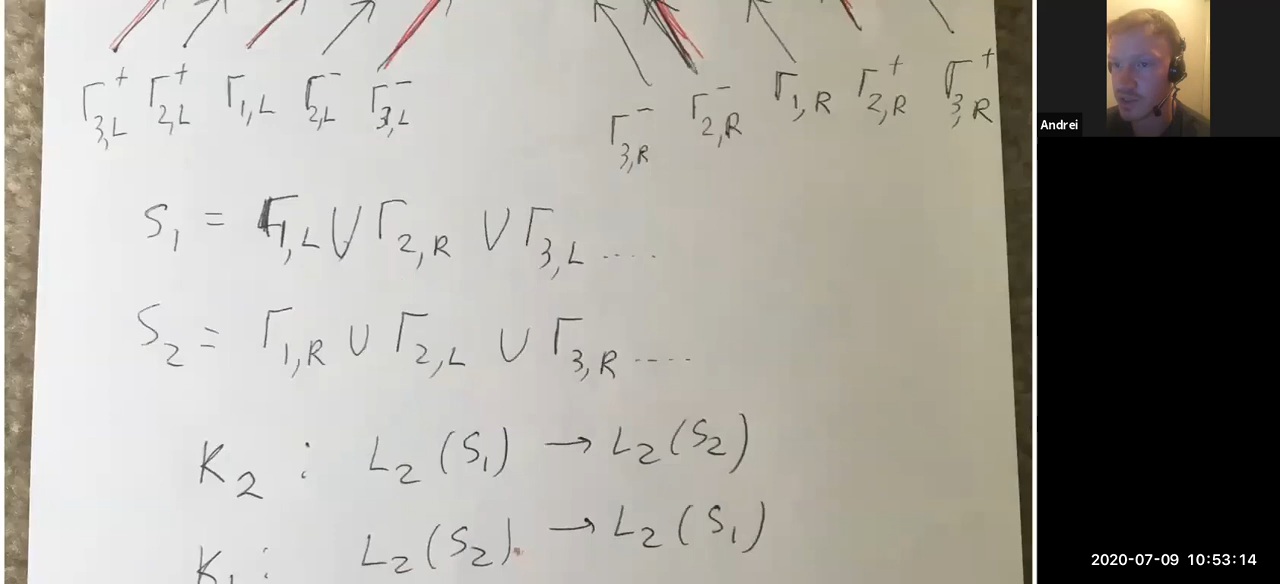 Γ⁺3,L Γ⁺2,L Γ1,L Γ⁻2,L Γ⁻3,L Γ⁻3,R Γ⁻2,R Γ1,R Γ⁺2,R Γ⁺3,R
Andrei
S1 = Γ1,L ∪ Γ2,R ∪ Γ3,L ....
S2 = Γ1,R ∪ Γ2,L ∪ Γ3,R ....
K2 : L2(S1) → L2(S2)
K1 : L2(S2) → L2(S1)
2020-07-09 10:53:14